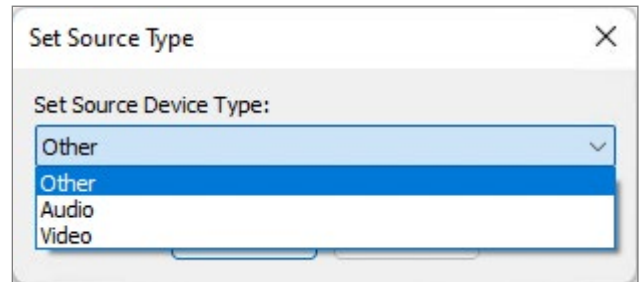 Set Source Type
Set Source Device Type:
Other
Other
Audio
Video